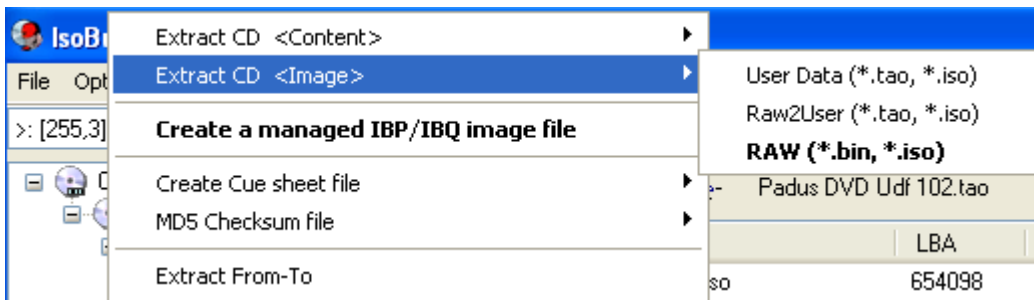 IsoBu
File Opt
>: [255,3]
Extract CD <Content>
Extract CD <Image>
Create a managed IBP/IBQ image file
Create Cue sheet file
MD5 Checksum file
Extract From-To
User Data (*.tao, *.iso)
Raw2User (*.tao, *.iso)
RAW (*.bin, *.iso)
Padus DVD Udf 102.tao
LBA
so 654098